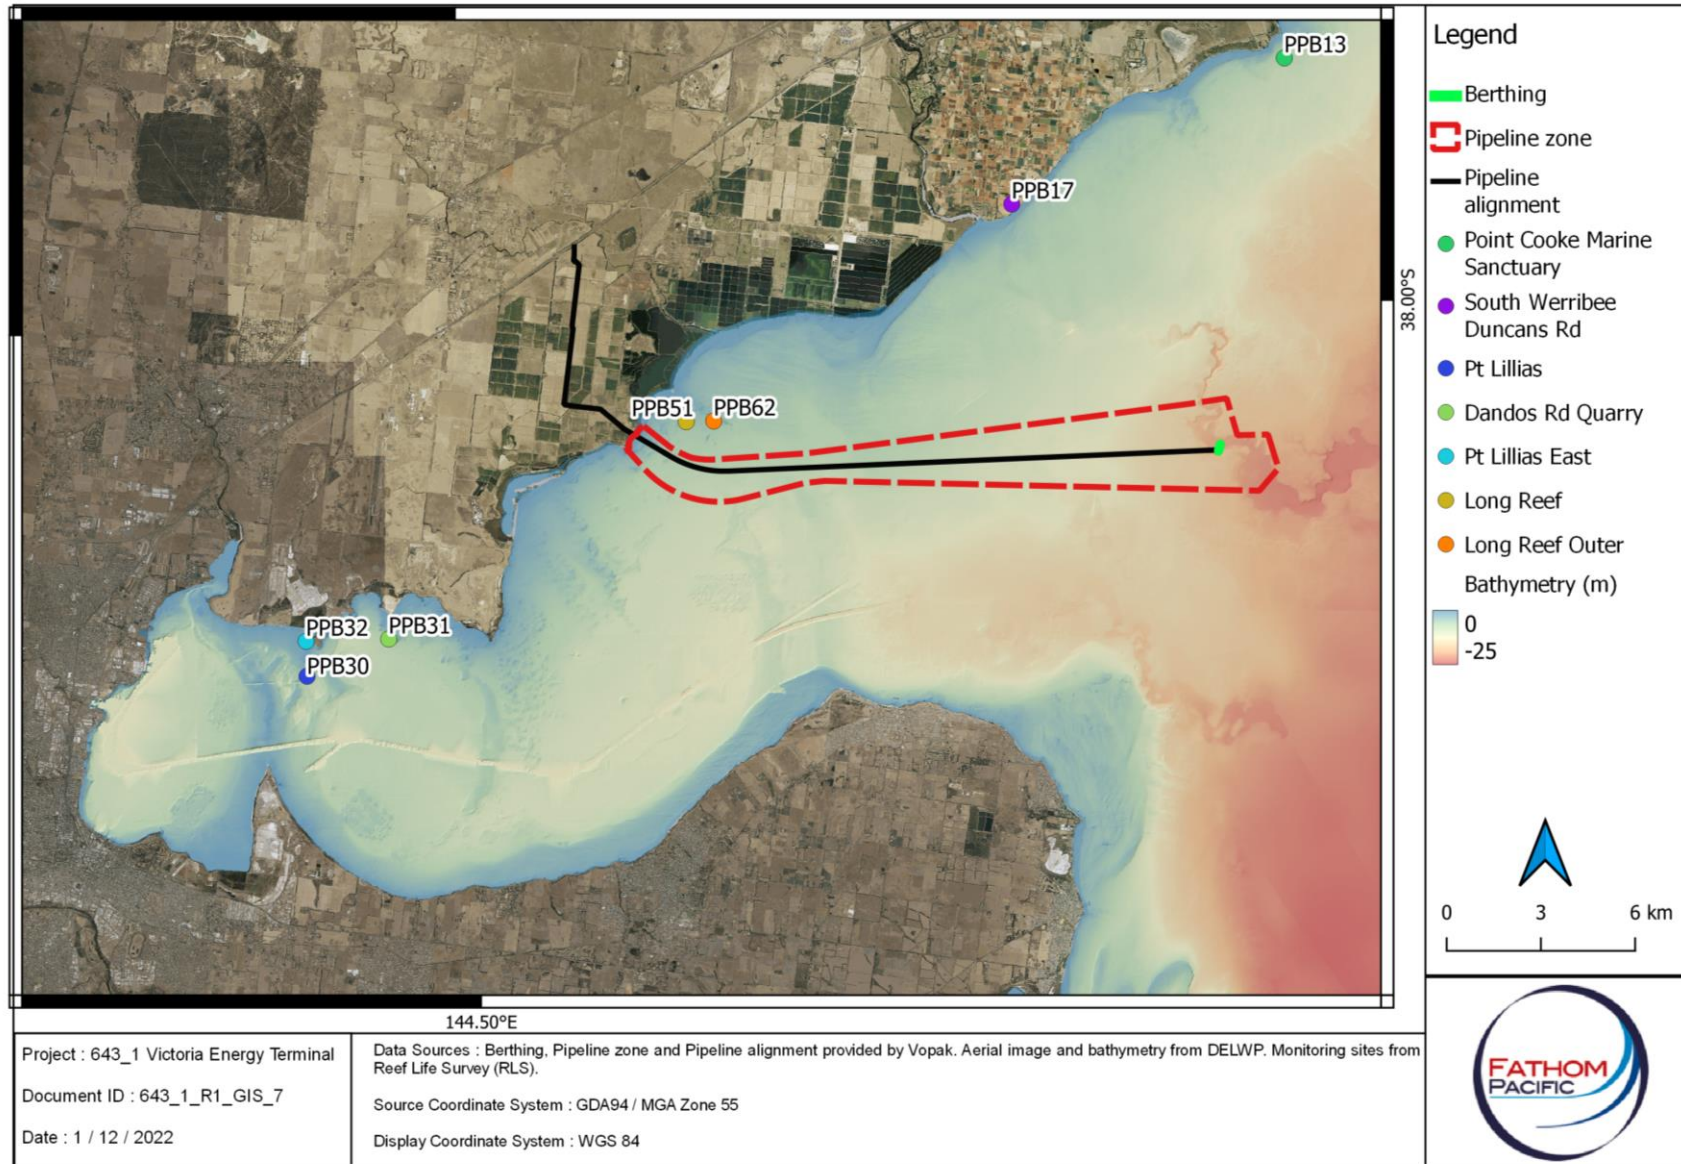 PPB13
PPB17
PPB51
PPB62
PPB32
PPB31
PPB30
38.00°S
144.50°E
Legend
Berthing
Pipeline zone
Pipeline
alignment
Point Cooke Marine
Sanctuary
South Werribee
Duncans Rd
Pt Lillias
Dandos Rd Quarry
Pt Lillias East
Long Reef
Long Reef Outer
Bathymetry (m)
0
-25
0 3 6 km
Project : 643_1 Victoria Energy Terminal
Document ID : 643_1_R1_GIS_7
Date : 1 / 12 / 2022
Data Sources : Berthing, Pipeline zone and Pipeline alignment provided by Vopak. Aerial image and bathymetry from DELWP. Monitoring sites from
Reef Life Survey (RLS).
Source Coordinate System : GDA94 / MGA Zone 55
Display Coordinate System : WGS 84
FATHOM
PACIFIC